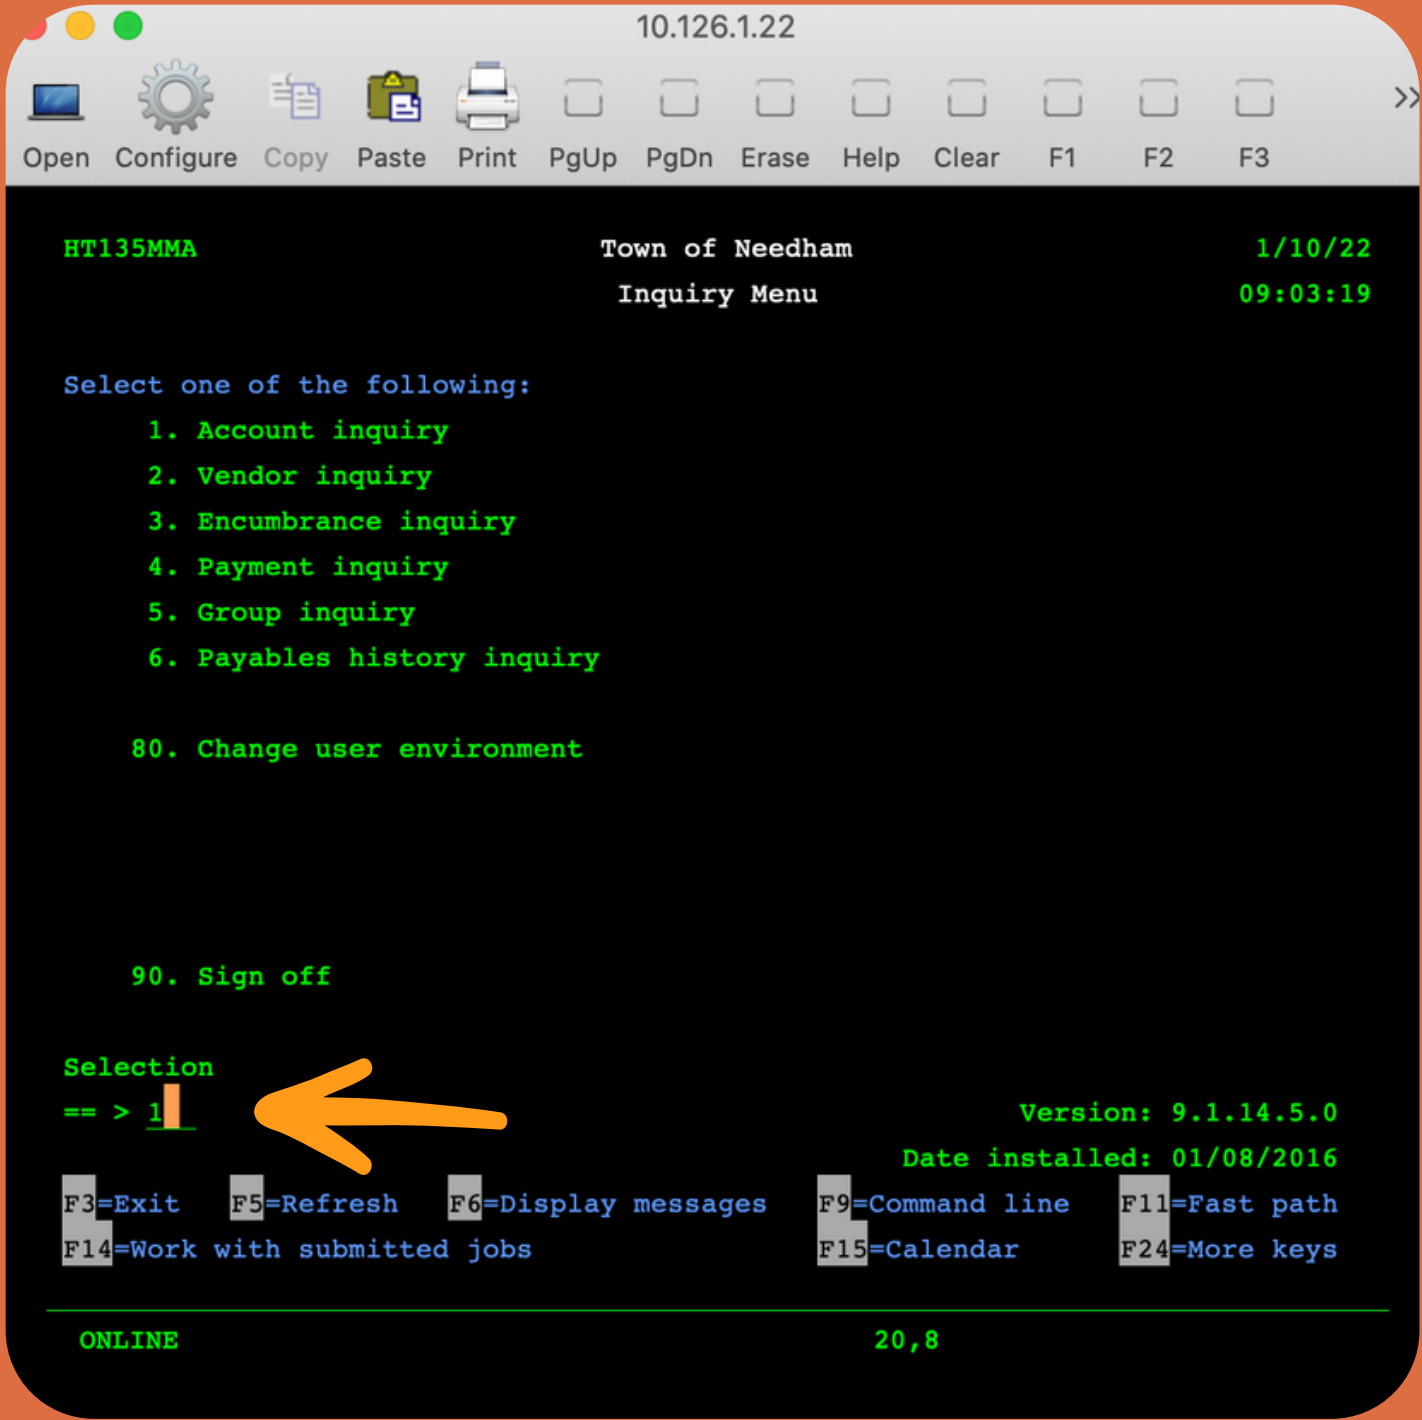 10.126.1.22
Open Configure Copy Paste Print PgUp PgDn Erase Help Clear F1 F2 F3 >>
HT135MMA Town of Needham 1/10/22
Inquiry Menu 09:03:19
Select one of the following:
1. Account inquiry
2. Vendor inquiry
3. Encumbrance inquiry
4. Payment inquiry
5. Group inquiry
6. Payables history inquiry
80. Change user environment
90. Sign off
Selection
== > 1 Version: 9.1.14.5.0
Date installed: 01/08/2016
F3=Exit F5=Refresh F6=Display messages F9=Command line F11=Fast path
F14=Work with submitted jobs F15=Calendar F24=More keys
ONLINE 20,8